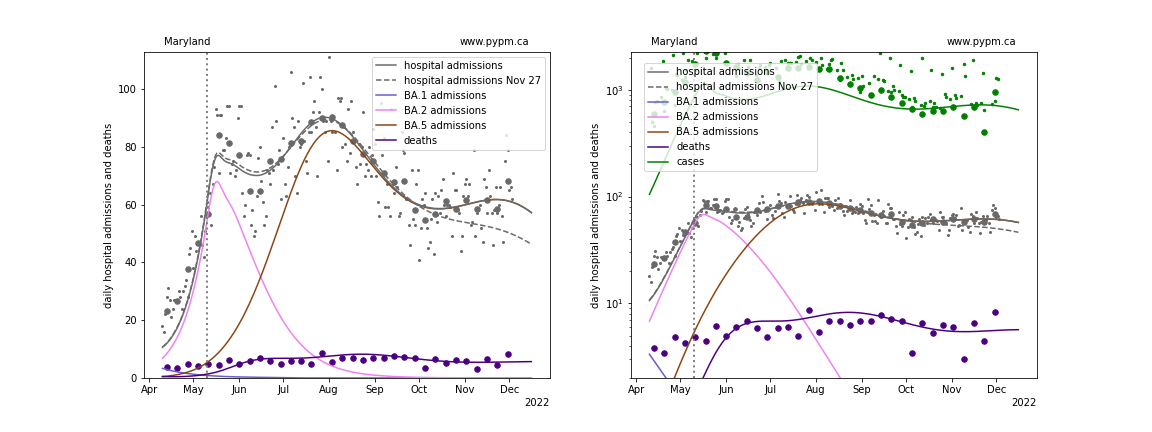 Maryland www.pypm.ca
daily hospital admissions and deaths
100
80
60
40
20
0
hospital admissions
hospital admissions Nov 27
BA.1 admissions
BA.2 admissions
BA.5 admissions
deaths
Apr May Jun Jul Aug Sep Oct Nov Dec
2022
Maryland www.pypm.ca
daily hospital admissions and deaths
10³
10²
10¹
hospital admissions
hospital admissions Nov 27
BA.1 admissions
BA.2 admissions
BA.5 admissions
deaths
cases
Apr May Jun Jul Aug Sep Oct Nov Dec
2022